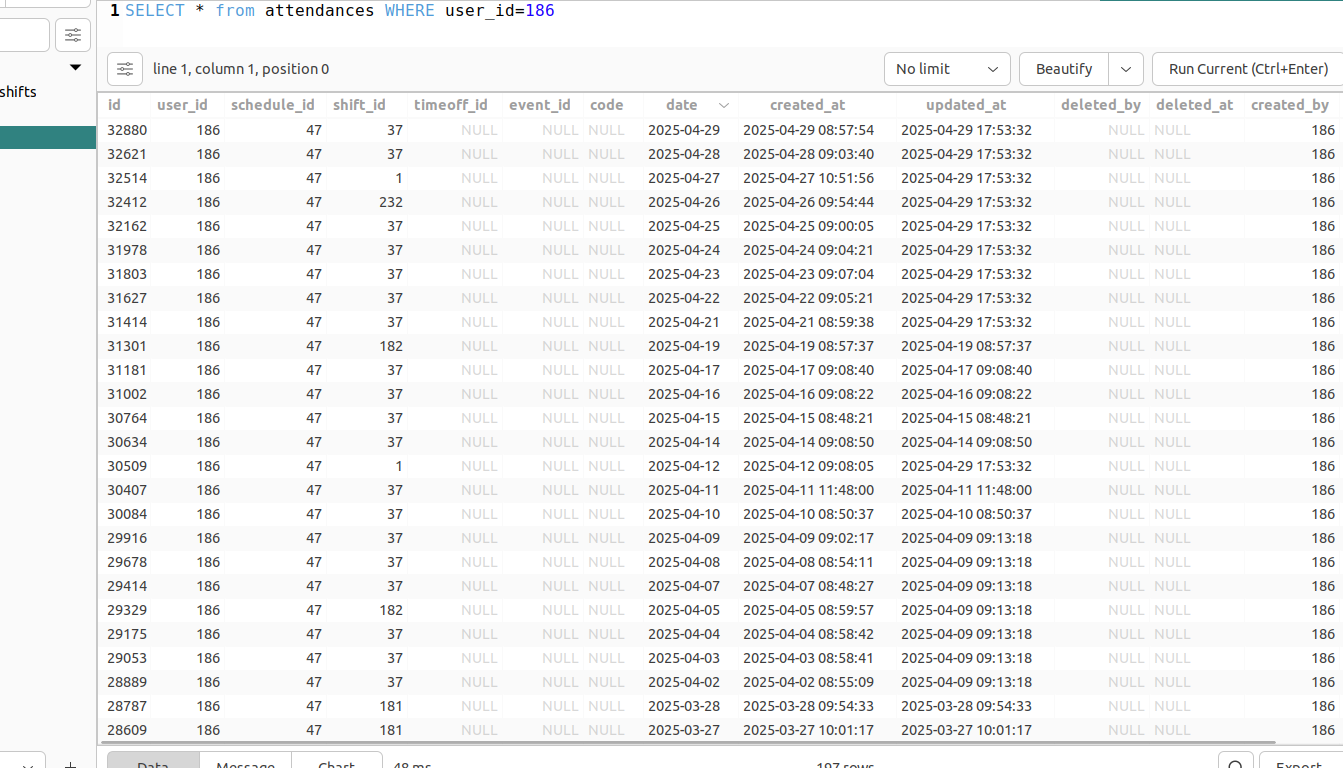 1 SELECT * from attendances WHERE user_id=186
line 1, column 1, position 0 No limit Beautify Run Current (Ctrl+Enter)
shifts
id user_id schedule_id shift_id timeoff_id event_id code date created_at updated_at deleted_by deleted_at created_by
32880 186 47 37 NULL NULL NULL 2025-04-29 2025-04-29 08:57:54 2025-04-29 17:53:32 NULL NULL 186
32621 186 47 37 NULL NULL NULL 2025-04-28 2025-04-28 09:03:40 2025-04-29 17:53:32 NULL NULL 186
32514 186 47 1 NULL NULL NULL 2025-04-27 2025-04-27 10:51:56 2025-04-29 17:53:32 NULL NULL 186
32412 186 47 232 NULL NULL NULL 2025-04-26 2025-04-26 09:54:44 2025-04-29 17:53:32 NULL NULL 186
32162 186 47 37 NULL NULL NULL 2025-04-25 2025-04-25 09:00:05 2025-04-29 17:53:32 NULL NULL 186
31978 186 47 37 NULL NULL NULL 2025-04-24 2025-04-24 09:04:21 2025-04-29 17:53:32 NULL NULL 186
31803 186 47 37 NULL NULL NULL 2025-04-23 2025-04-23 09:07:04 2025-04-29 17:53:32 NULL NULL 186
31627 186 47 37 NULL NULL NULL 2025-04-22 2025-04-22 09:05:21 2025-04-29 17:53:32 NULL NULL 186
31414 186 47 37 NULL NULL NULL 2025-04-21 2025-04-21 08:59:38 2025-04-29 17:53:32 NULL NULL 186
31301 186 47 182 NULL NULL NULL 2025-04-19 2025-04-19 08:57:37 2025-04-19 08:57:37 NULL NULL 186
31181 186 47 37 NULL NULL NULL 2025-04-17 2025-04-17 09:08:40 2025-04-17 09:08:40 NULL NULL 186
31002 186 47 37 NULL NULL NULL 2025-04-16 2025-04-16 09:08:22 2025-04-16 09:08:22 NULL NULL 186
30764 186 47 37 NULL NULL NULL 2025-04-15 2025-04-15 08:48:21 2025-04-15 08:48:21 NULL NULL 186
30634 186 47 37 NULL NULL NULL 2025-04-14 2025-04-14 09:08:50 2025-04-14 09:08:50 NULL NULL 186
30509 186 47 1 NULL NULL NULL 2025-04-12 2025-04-12 09:08:05 2025-04-29 17:53:32 NULL NULL 186
30407 186 47 37 NULL NULL NULL 2025-04-11 2025-04-11 11:48:00 2025-04-11 11:48:00 NULL NULL 186
30084 186 47 37 NULL NULL NULL 2025-04-10 2025-04-10 08:50:37 2025-04-10 08:50:37 NULL NULL 186
29916 186 47 37 NULL NULL NULL 2025-04-09 2025-04-09 09:02:17 2025-04-09 09:13:18 NULL NULL 186
29678 186 47 37 NULL NULL NULL 2025-04-08 2025-04-08 08:54:11 2025-04-09 09:13:18 NULL NULL 186
29414 186 47 37 NULL NULL NULL 2025-04-07 2025-04-07 08:48:27 2025-04-09 09:13:18 NULL NULL 186
29329 186 47 182 NULL NULL NULL 2025-04-05 2025-04-05 08:59:57 2025-04-09 09:13:18 NULL NULL 186
29175 186 47 37 NULL NULL NULL 2025-04-04 2025-04-04 08:58:42 2025-04-09 09:13:18 NULL NULL 186
29053 186 47 37 NULL NULL NULL 2025-04-03 2025-04-03 08:58:41 2025-04-09 09:13:18 NULL NULL 186
28889 186 47 37 NULL NULL NULL 2025-04-02 2025-04-02 08:55:09 2025-04-09 09:13:18 NULL NULL 186
28787 186 47 181 NULL NULL NULL 2025-03-28 2025-03-28 09:54:33 2025-03-28 09:54:33 NULL NULL 186
28609 186 47 181 NULL NULL NULL 2025-03-27 2025-03-27 10:01:17 2025-03-27 10:01:17 NULL NULL 186
Data Message Chart 48 ms 197 rows Export